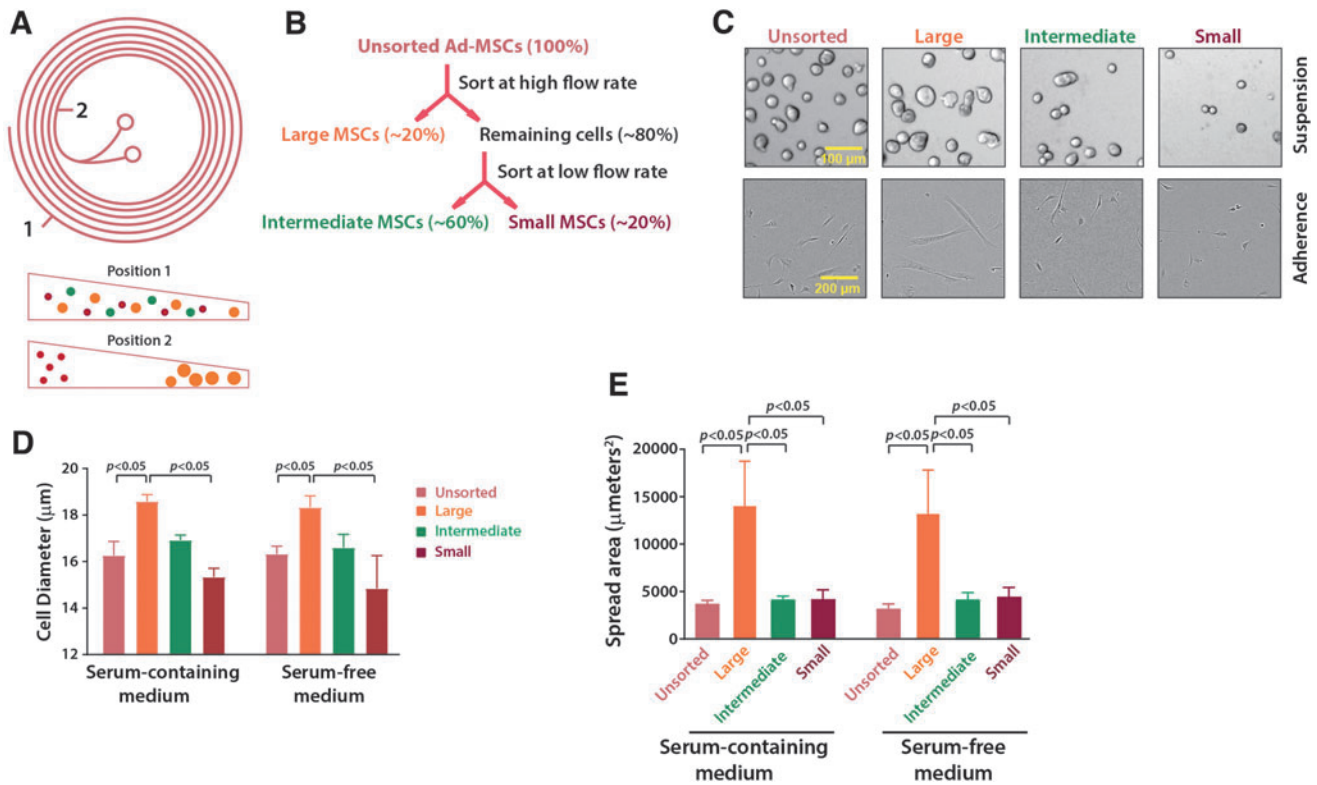 A
2
1
Position 1
Position 2
B
Unsorted Ad-MSCs (100%)
Sort at high flow rate
Large MSCs (~20%)
Remaining cells (~80%)
Sort at low flow rate
Intermediate MSCs (~60%)
Small MSCs (~20%)
C
Unsorted
Large
Intermediate
Small
100 µm
Suspension
200 µm
Adherence
D
Cell Diameter (µm)
20
18
16
14
12
p<0.05
p<0.05
p<0.05
p<0.05
Serum-containing
medium
Serum-free
medium
Unsorted
Large
Intermediate
Small
E
Spread area (µmeters²)
20000
15000
10000
5000
0
p<0.05
p<0.05
p<0.05
p<0.05
p<0.05
p<0.05
Unsorted
Large
Intermediate
Small
Unsorted
Large
Intermediate
Small
Serum-containing
medium
Serum-free
medium